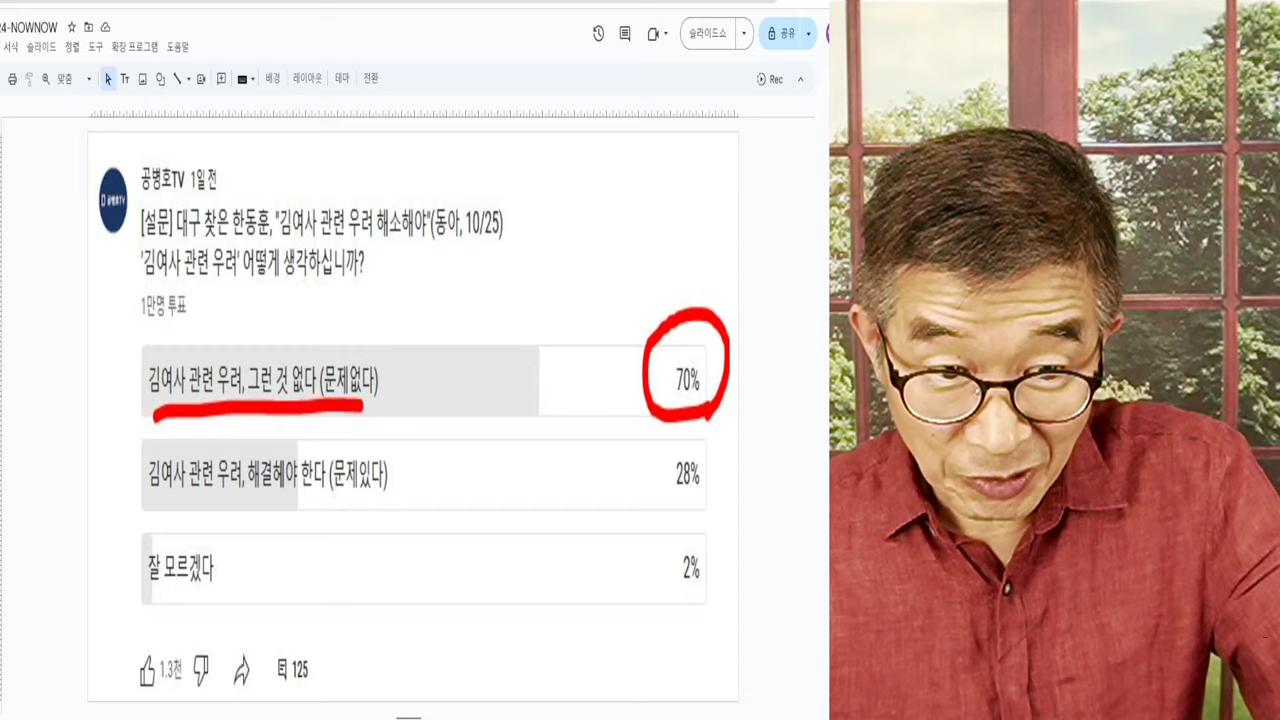 24-NOWNOW
서식 슬라이드 정렬 도구 확장 프로그램 도움말
슬라이드쇼
공유
맞춤
Tт
배경 레이아웃 테마 전환
Rec
공병호TV 1일 전
공병호TV
[설문] 대구 찾은 한동훈, "김여사 관련 우려 해소해야"(동아, 10/25)
'김여사 관련 우려' 어떻게 생각하십니까?
1만명 투표
김여사 관련 우려, 그런 것 없다 (문제없다) 70%
김여사 관련 우려, 해결헤야 한다 (문제있다) 28%
잘 모르겠다 2%
1.3천 125